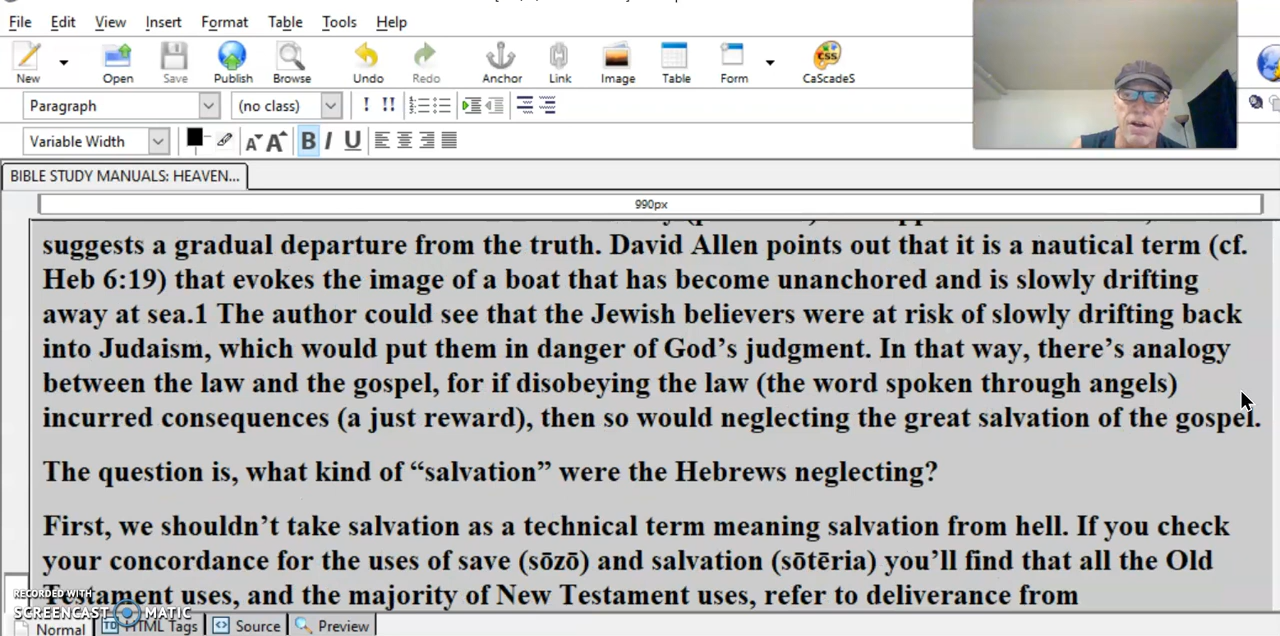 File Edit View Insert Format Table Tools Help
New Open Save Publish Browse Undo Redo Anchor Link Image Table Form CaScadeS
Paragraph (no class) ! !!
Variable Width A A B I U
BIBLE STUDY MANUALS: HEAVEN...
990px
suggests a gradual departure from the truth. David Allen points out that it is a nautical term (cf.
Heb 6:19) that evokes the image of a boat that has become unanchored and is slowly drifting
away at sea.1 The author could see that the Jewish believers were at risk of slowly drifting back
into Judaism, which would put them in danger of God’s judgment. In that way, there’s analogy
between the law and the gospel, for if disobeying the law (the word spoken through angels)
incurred consequences (a just reward), then so would neglecting the great salvation of the gospel.
The question is, what kind of “salvation” were the Hebrews neglecting?
First, we shouldn’t take salvation as a technical term meaning salvation from hell. If you check
your concordance for the uses of save (sōzō) and salvation (sōtēria) you’ll find that all the Old
Testament uses, and the majority of New Testament uses, refer to deliverance from
RECORDED WITH
SCREENCAST MATIC
Normal TD HTML Tags <> Source Preview